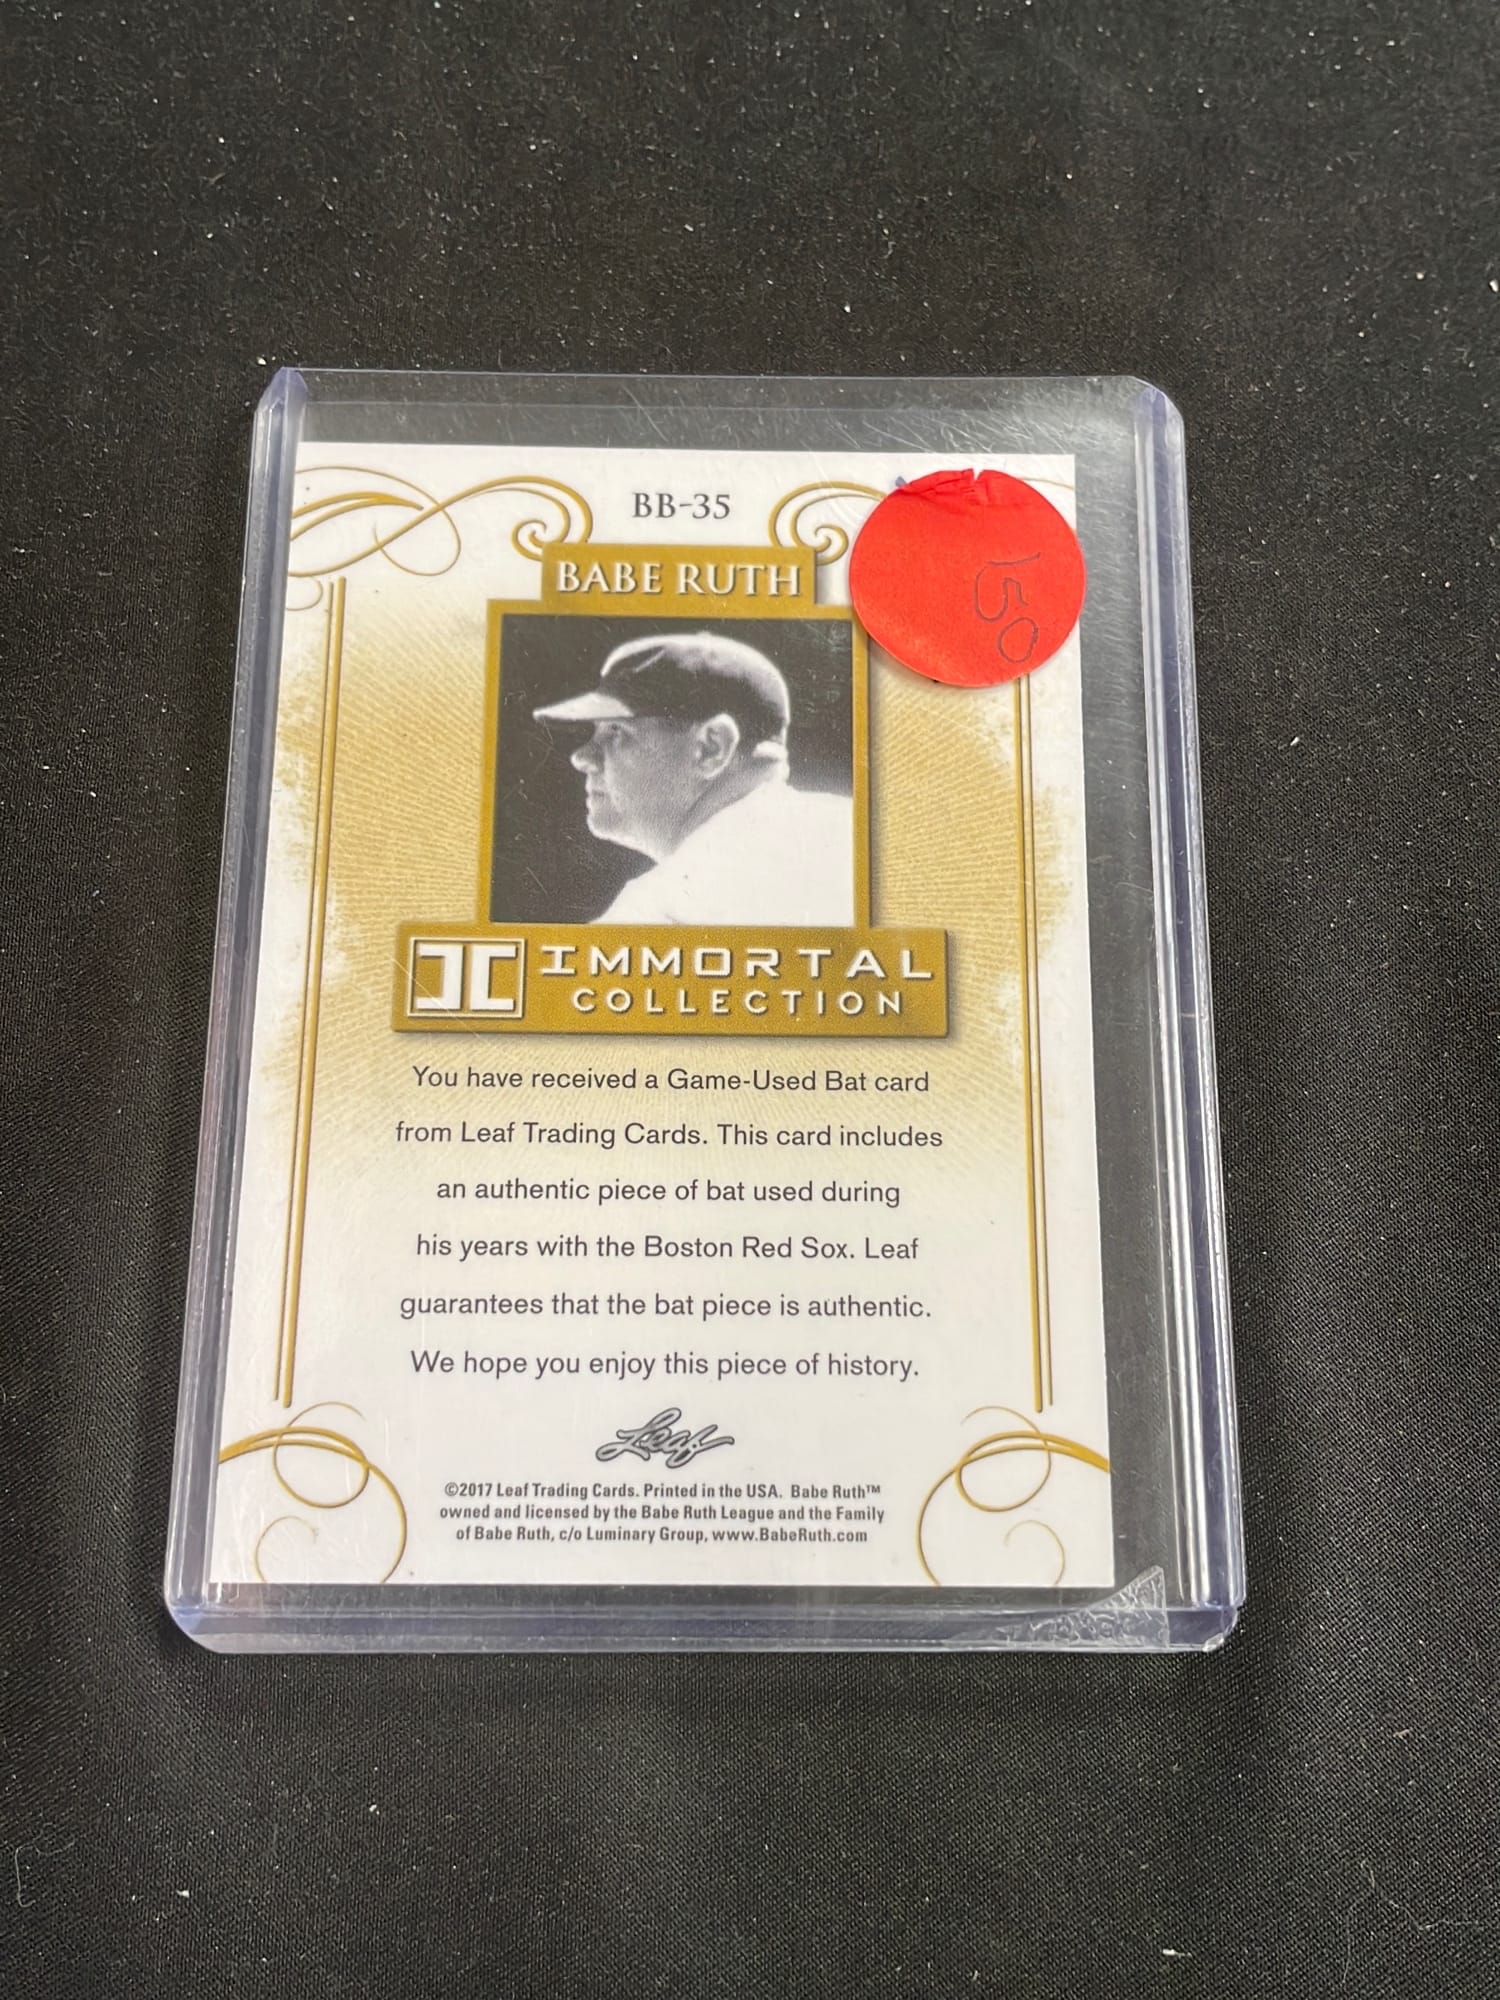 BB-35
BABE RUTH
150
IC IMMORTAL
COLLECTION
You have received a Game-Used Bat card
from Leaf Trading Cards. This card includes
an authentic piece of bat used during
his years with the Boston Red Sox. Leaf
guarantees that the bat piece is authentic.
We hope you enjoy this piece of history.
Leaf
©2017 Leaf Trading Cards. Printed in the USA. Babe Ruth™
owned and licensed by the Babe Ruth League and the Family
of Babe Ruth, c/o Luminary Group, www.BabeRuth.com